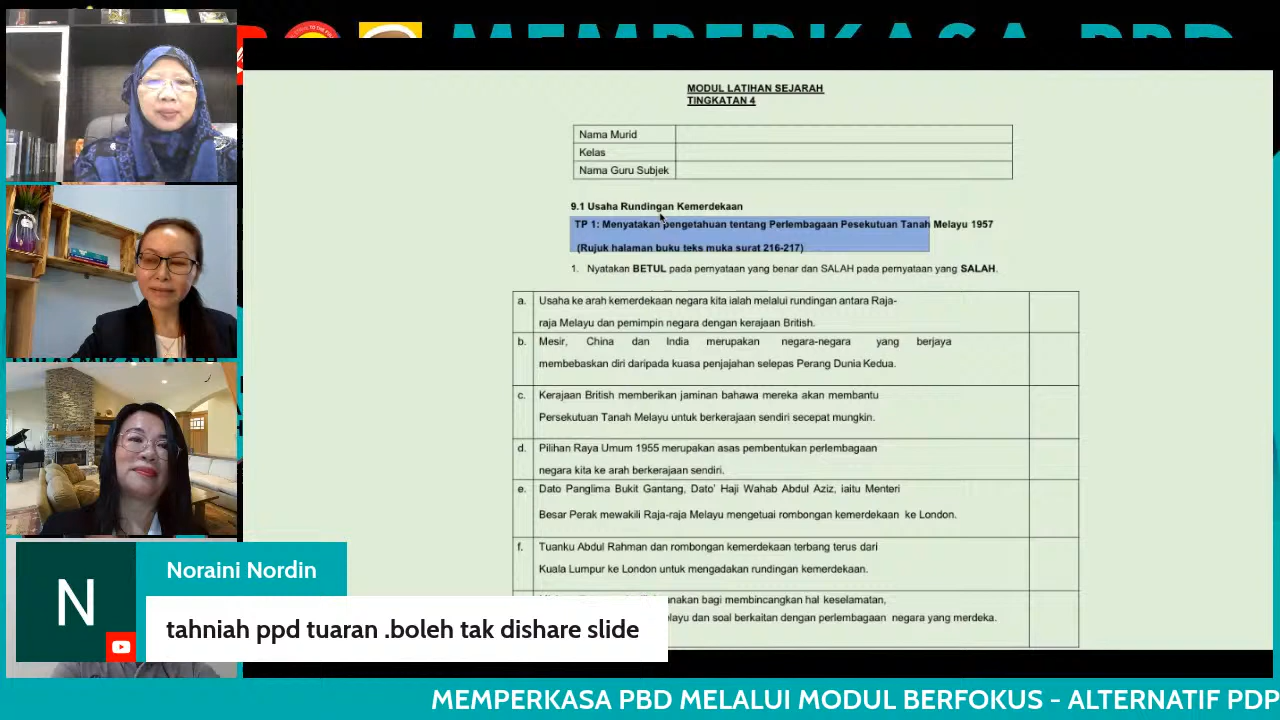 MEMPERKASA PBD
MODUL LATIHAN SEJARAH
TINGKATAN 4
Nama Murid
Kelas
Nama Guru Subjek
9.1 Usaha Rundingan Kemerdekaan
TP 1: Menyatakan pengetahuan tentang Perlembagaan Pesekutuan Tanah Melayu 1957
(Rujuk halaman buku teks muka surat 216-217)
1. Nyatakan BETUL pada pernyataan yang benar dan SALAH pada pernyataan yang SALAH.
a. Usaha ke arah kemerdekaan negara kita ialah melalui rundingan antara Raja-
raja Melayu dan pemimpin negara dengan kerajaan British.
b. Mesir, China dan India merupakan negara-negara yang berjaya
membebaskan diri daripada kuasa penjajahan selepas Perang Dunia Kedua.
c. Kerajaan British memberikan jaminan bahawa mereka akan membantu
Persekutuan Tanah Melayu untuk berkerajaan sendiri secepat mungkin.
d. Pilihan Raya Umum 1955 merupakan asas pembentukan perlembagaan
negara kita ke arah berkerajaan sendiri.
e. Dato Panglima Bukit Gantang, Dato' Haji Wahab Abdul Aziz, iaitu Menteri
Besar Perak mewakili Raja-raja Melayu mengetuai rombongan kemerdekaan ke London.
f. Tuanku Abdul Rahman dan rombongan kemerdekaan terbang terus dari
Kuala Lumpur ke London untuk mengadakan rundingan kemerdekaan.
bagi membincangkan hal keselamatan,
dan soal berkaitan dengan perlembagaan negara yang merdeka.
N
Noraini Nordin
tahniah ppd tuaran .boleh tak dishare slide
MEMPERKASA PBD MELALUI MODUL BERFOKUS - ALTERNATIF PDP